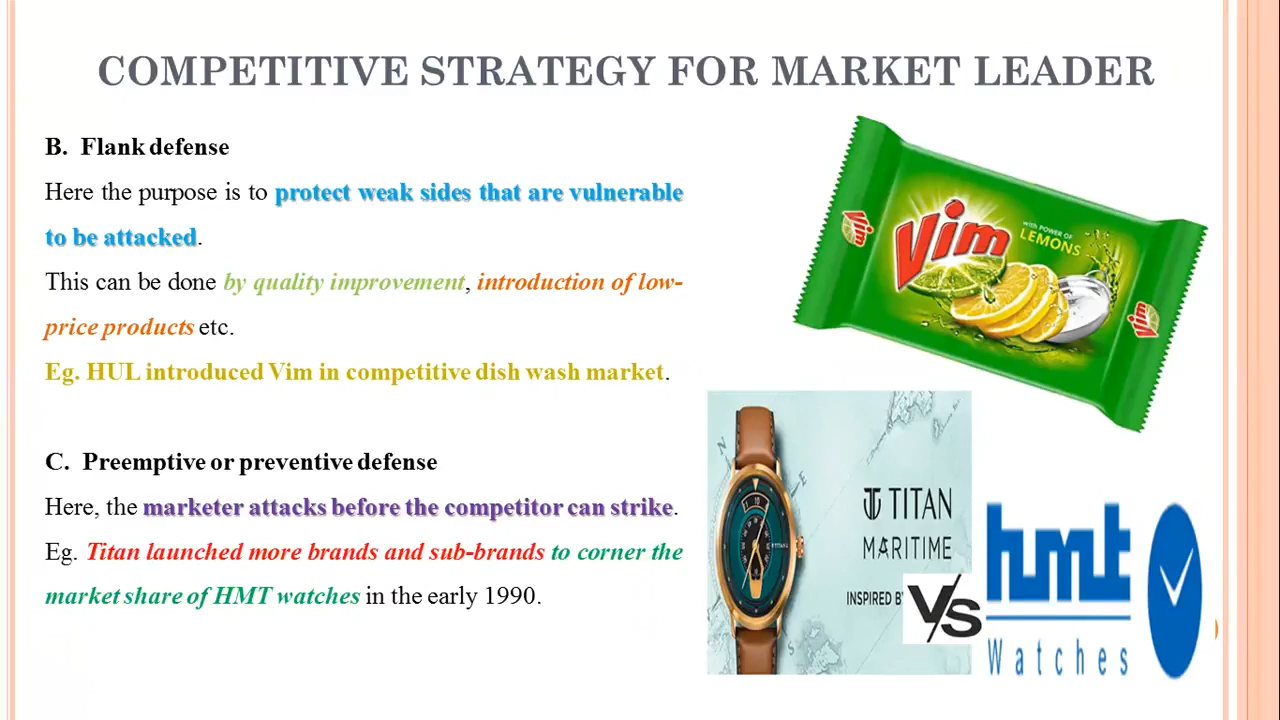 COMPETITIVE STRATEGY FOR MARKET LEADER
B. Flank defense
Here the purpose is to protect weak sides that are vulnerable
to be attacked.
This can be done by quality improvement, introduction of low-
price products etc.
Eg. HUL introduced Vim in competitive dish wash market.
C. Preemptive or preventive defense
Here, the marketer attacks before the competitor can strike.
Eg. Titan launched more brands and sub-brands to corner the
market share of HMT watches in the early 1990.
Vim
Vim
with POWER OF
LEMONS
Vim
N
E
S
TITAN
MARITIME
INSPIRED B
VS
hmt
Watches